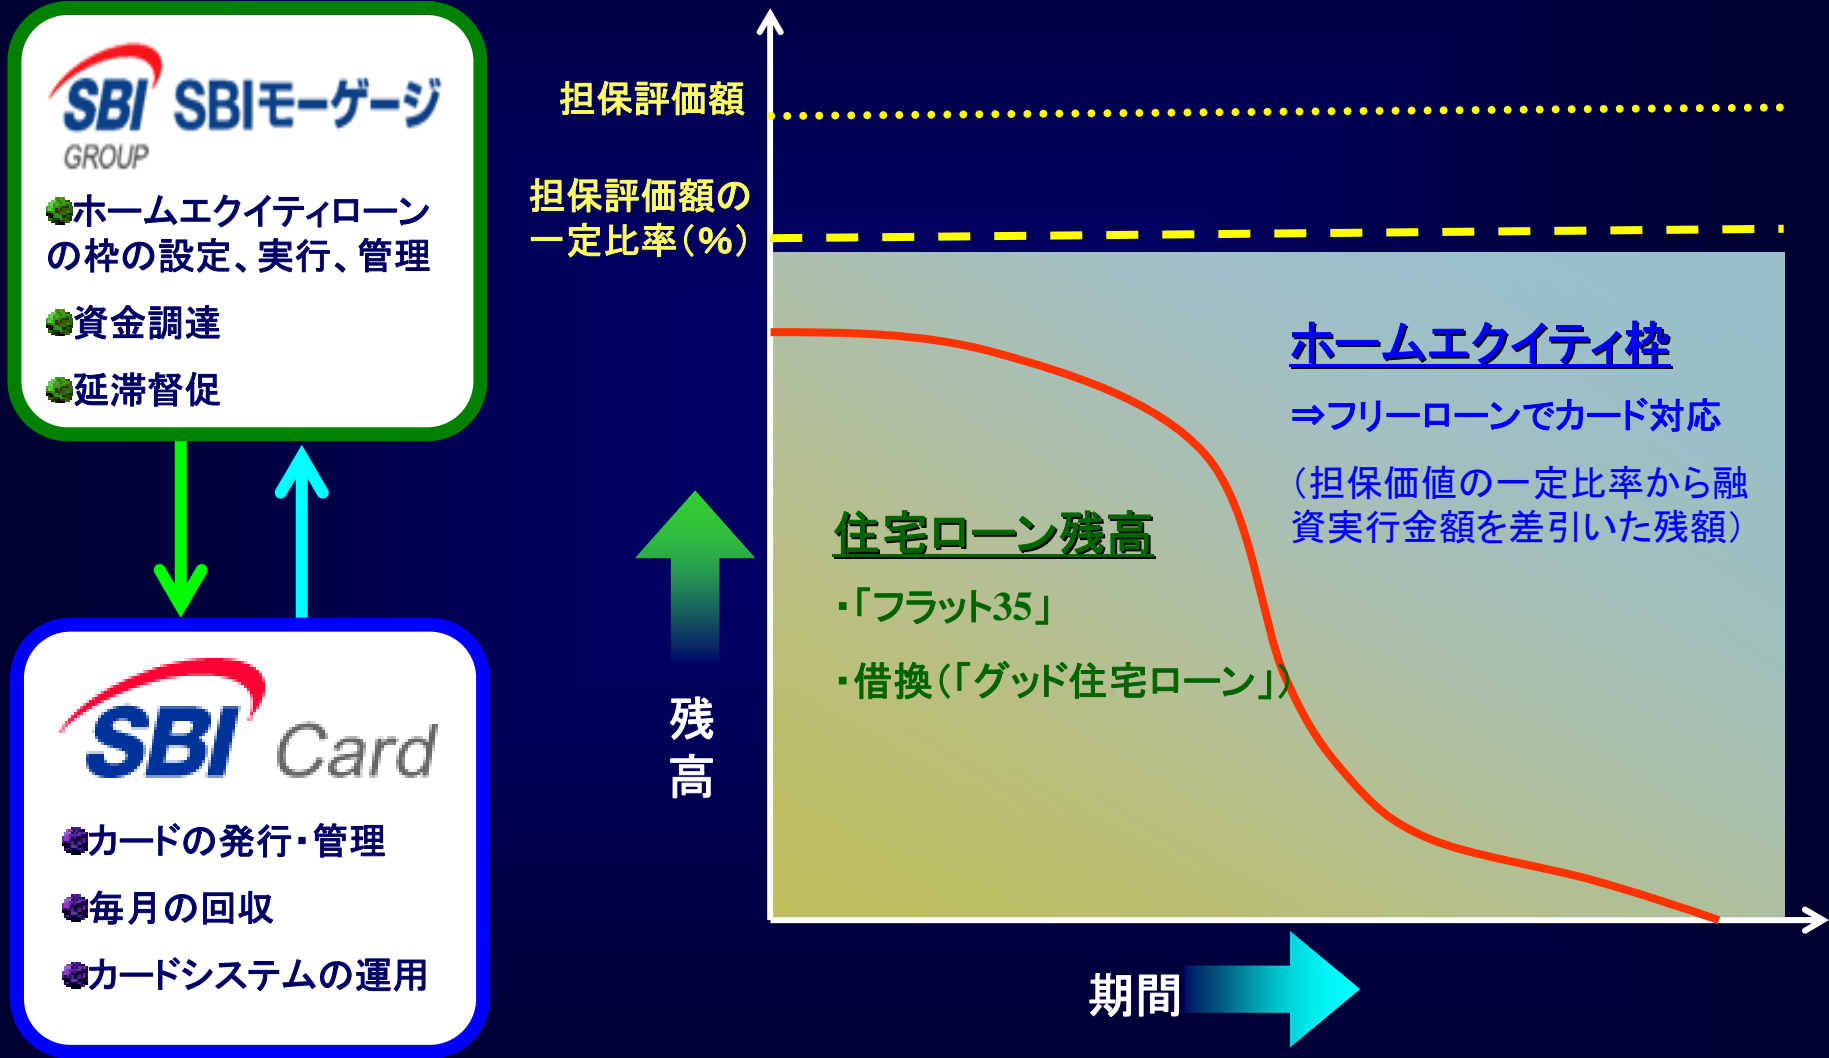 SBI
GROUP
SBIモーゲージ
ホームエクイティローン
の枠の設定、実行、管理
資金調達
延滞督促
SBI Card
カードの発行・管理
毎月の回収
カードシステムの運用
担保評価額
担保評価額の
一定比率（%）
ホームエクイティ枠
⇒フリーローンでカード対応
（担保価値の一定比率から融
資実行金額を差引いた残額）
住宅ローン残高
・「フラット35」
・借換（「グッド住宅ローン」）
残
高
期間